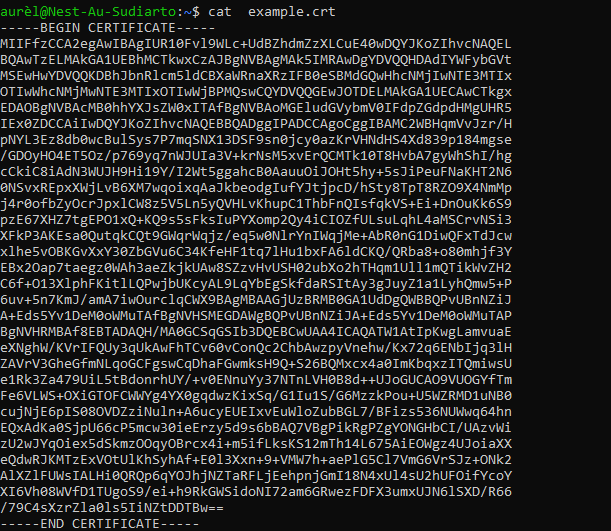 aurèl@Nest-Au-Sudiarto:~$ cat  example.crt
-----BEGIN CERTIFICATE-----
MIIFfzCCA2egAwIBAgIUR10Fvl9WLc+UdBZhdmZzXLCuE40wDQYJKoZIhvcNAQEL
BQAwTzELMAkGA1UEBhMCTkwxCzAJBgNVBAgMAk5IMRAwDgYDVQQHDAdIYWFybGVt
MSEwHwYDVQQKDBhJbnRlcm5ldCBXaWRnaXRzIFB0eSBMdGQwHhcNMjIwNTE3MTIx
OTIwWhcNMjMwNTE3MTIxOTIwWjBPMQswCQYDVQQGEwJOTDELMAkGA1UECAwCTkgx
EDAOBgNVBAcMB0hhYXJsZW0xITAfBgNVBAoMGEludGVybmV0IFdpZGdpdHMgUHR5
IEx0ZDCCAiIwDQYJKoZIhvcNAQEBBQADggIPADCCAgoCggIBAMC2WBHqmVvJzr/H
pNYL3Ez8db0wcBulSys7P7mqSNX13DSF9sn0jcy0azKrVHNdHS4Xd839p184mgse
/GDOyHO4ET5Oz/p769yq7nWJUIa3V+krNsM5xvErQCMTk10T8HvbA7gyWhShI/hg
cCkiC8iAdN3WUJH9Hi19Y/I2Wt5ggahcB0AauuOiJOHt5hy+5sJiPeuFNaKHT2N6
0NSvxREpxXWjLvB6XM7wqoixqAaJkbeodgIufYJtjpcD/hSty8TpT8RZO9X4NmMp
j4r0ofbZyOcrJpxlCW8z5V5Ln5yQVHLvKhupC1ThbFnQIsfqkVS+Ei+DnOuKk6S9
pzE67XHZ7tgEPO1xQ+KQ9s5sFksIuPYXomp2Qy4iCIOZfULsuLqhL4aMSCrvNSi3
XFkP3AKEsa0QutqkCQt9GWqrWqjz/eq5w0NlrYnIWqjMe+AbR0nG1DiwQFxTdJcw
xlhe5vOBKGvXxY30ZbGVu6C34KfeHF1tq7lHu1bxFA6ldCKQ/QRba8+o80mhjf3Y
EBx2Oap7taegz0WAh3aeZkjkUAw8SZzvHvUSH02ubXo2hTHqm1Ull1mQTikWvZH2
C6f+O13XlphFKitlLQPwjbUKcyAL9LqYbEgSkfdaRSItAy3gJuyZ1a1LyhQmw5+P
6uv+5n7KmJ/amA7iwOurclqCWX9BAgMBAAGjUzBRMB0GA1UdDgQWBBQPvUBnNZiJ
A+Eds5Yv1DeM0oWMuTAfBgNVHSMEGDAWgBQPvUBnNZiJA+Eds5Yv1DeM0oWMuTAP
BgNVHRMBAf8EBTADAQH/MA0GCSqGSIb3DQEBCwUAA4ICAQATW1AtIpKwgLamvuaE
eXNghW/KVrIFQUy3qUkAwFhTCv60vConQc2ChbAwzpyVnehw/Kx72q6ENbIjq3lH
ZAVrV3GheGfmNLqoGCFgswCqDhaFGwmksH9Q+S26BQMxcx4a0ImKbqxzITQmiwsU
e1Rk3Za479UiL5tBdonrhUY/+v0ENnuYy37NTnLVH0B8d++UJoGUCAO9VUOGYfTm
Fe6VLWS+OXiGTOFCWWYg4YX0gqdwzKixSq/G1Iu1S/G6MzzkPou+U5WZRMD1uNB0
cujNjE6pIS08OVDZziNuln+A6ucyEUEIxvEuWloZubBGL7/BFizs536NUWwq64hn
EQxAdKa0SjpU66cP5mcw30ieErzy5d9s6bBAQ7VBgPikRgPZgYONGHbCI/UAzvWi
zU2wJYqOiex5dSkmzOOqyOBrcx4i+m5ifLksKS12mTh14L675AiEOWgz4UJoiaXX
eQdwRJKMTzExVOtUlKhSyhAf+E0l3Xxn+9+VMW7h+aePlG5Cl7VmG6VrSJz+ONk2
AlXZlFUWsIALHi0QRQp6qYOJhjNZTaRFLjEehpnjGmI18N4xUl4sU2hUFOifYcoY
XI6Vh08WVfD1TUgoS9/ei+h9RkGWSidoNI72am6GRwezFDFX3umxUJN6lSXD/R66
/79C4sXzrZla0ls5IiNZtDDTBw==
-----END CERTIFICATE-----